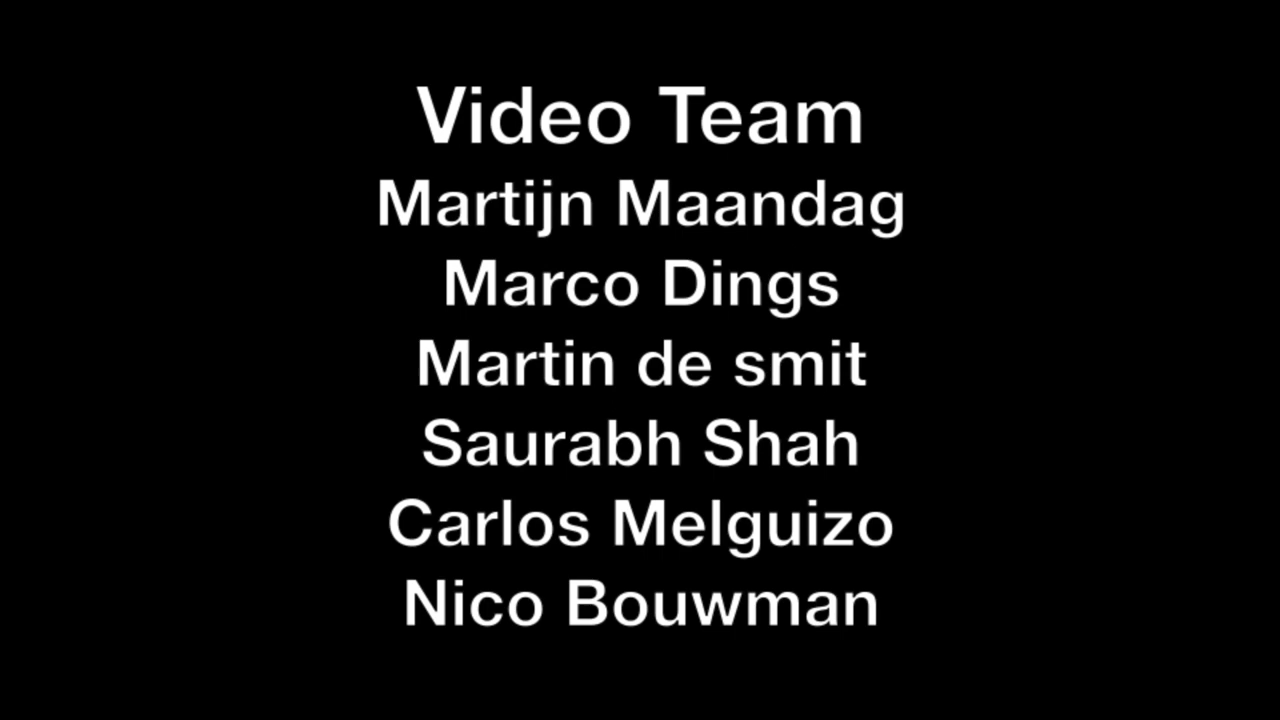 Video Team
Martijn Maandag
Marco Dings
Martin de smit
Saurabh Shah
Carlos Melguizo
Nico Bouwman